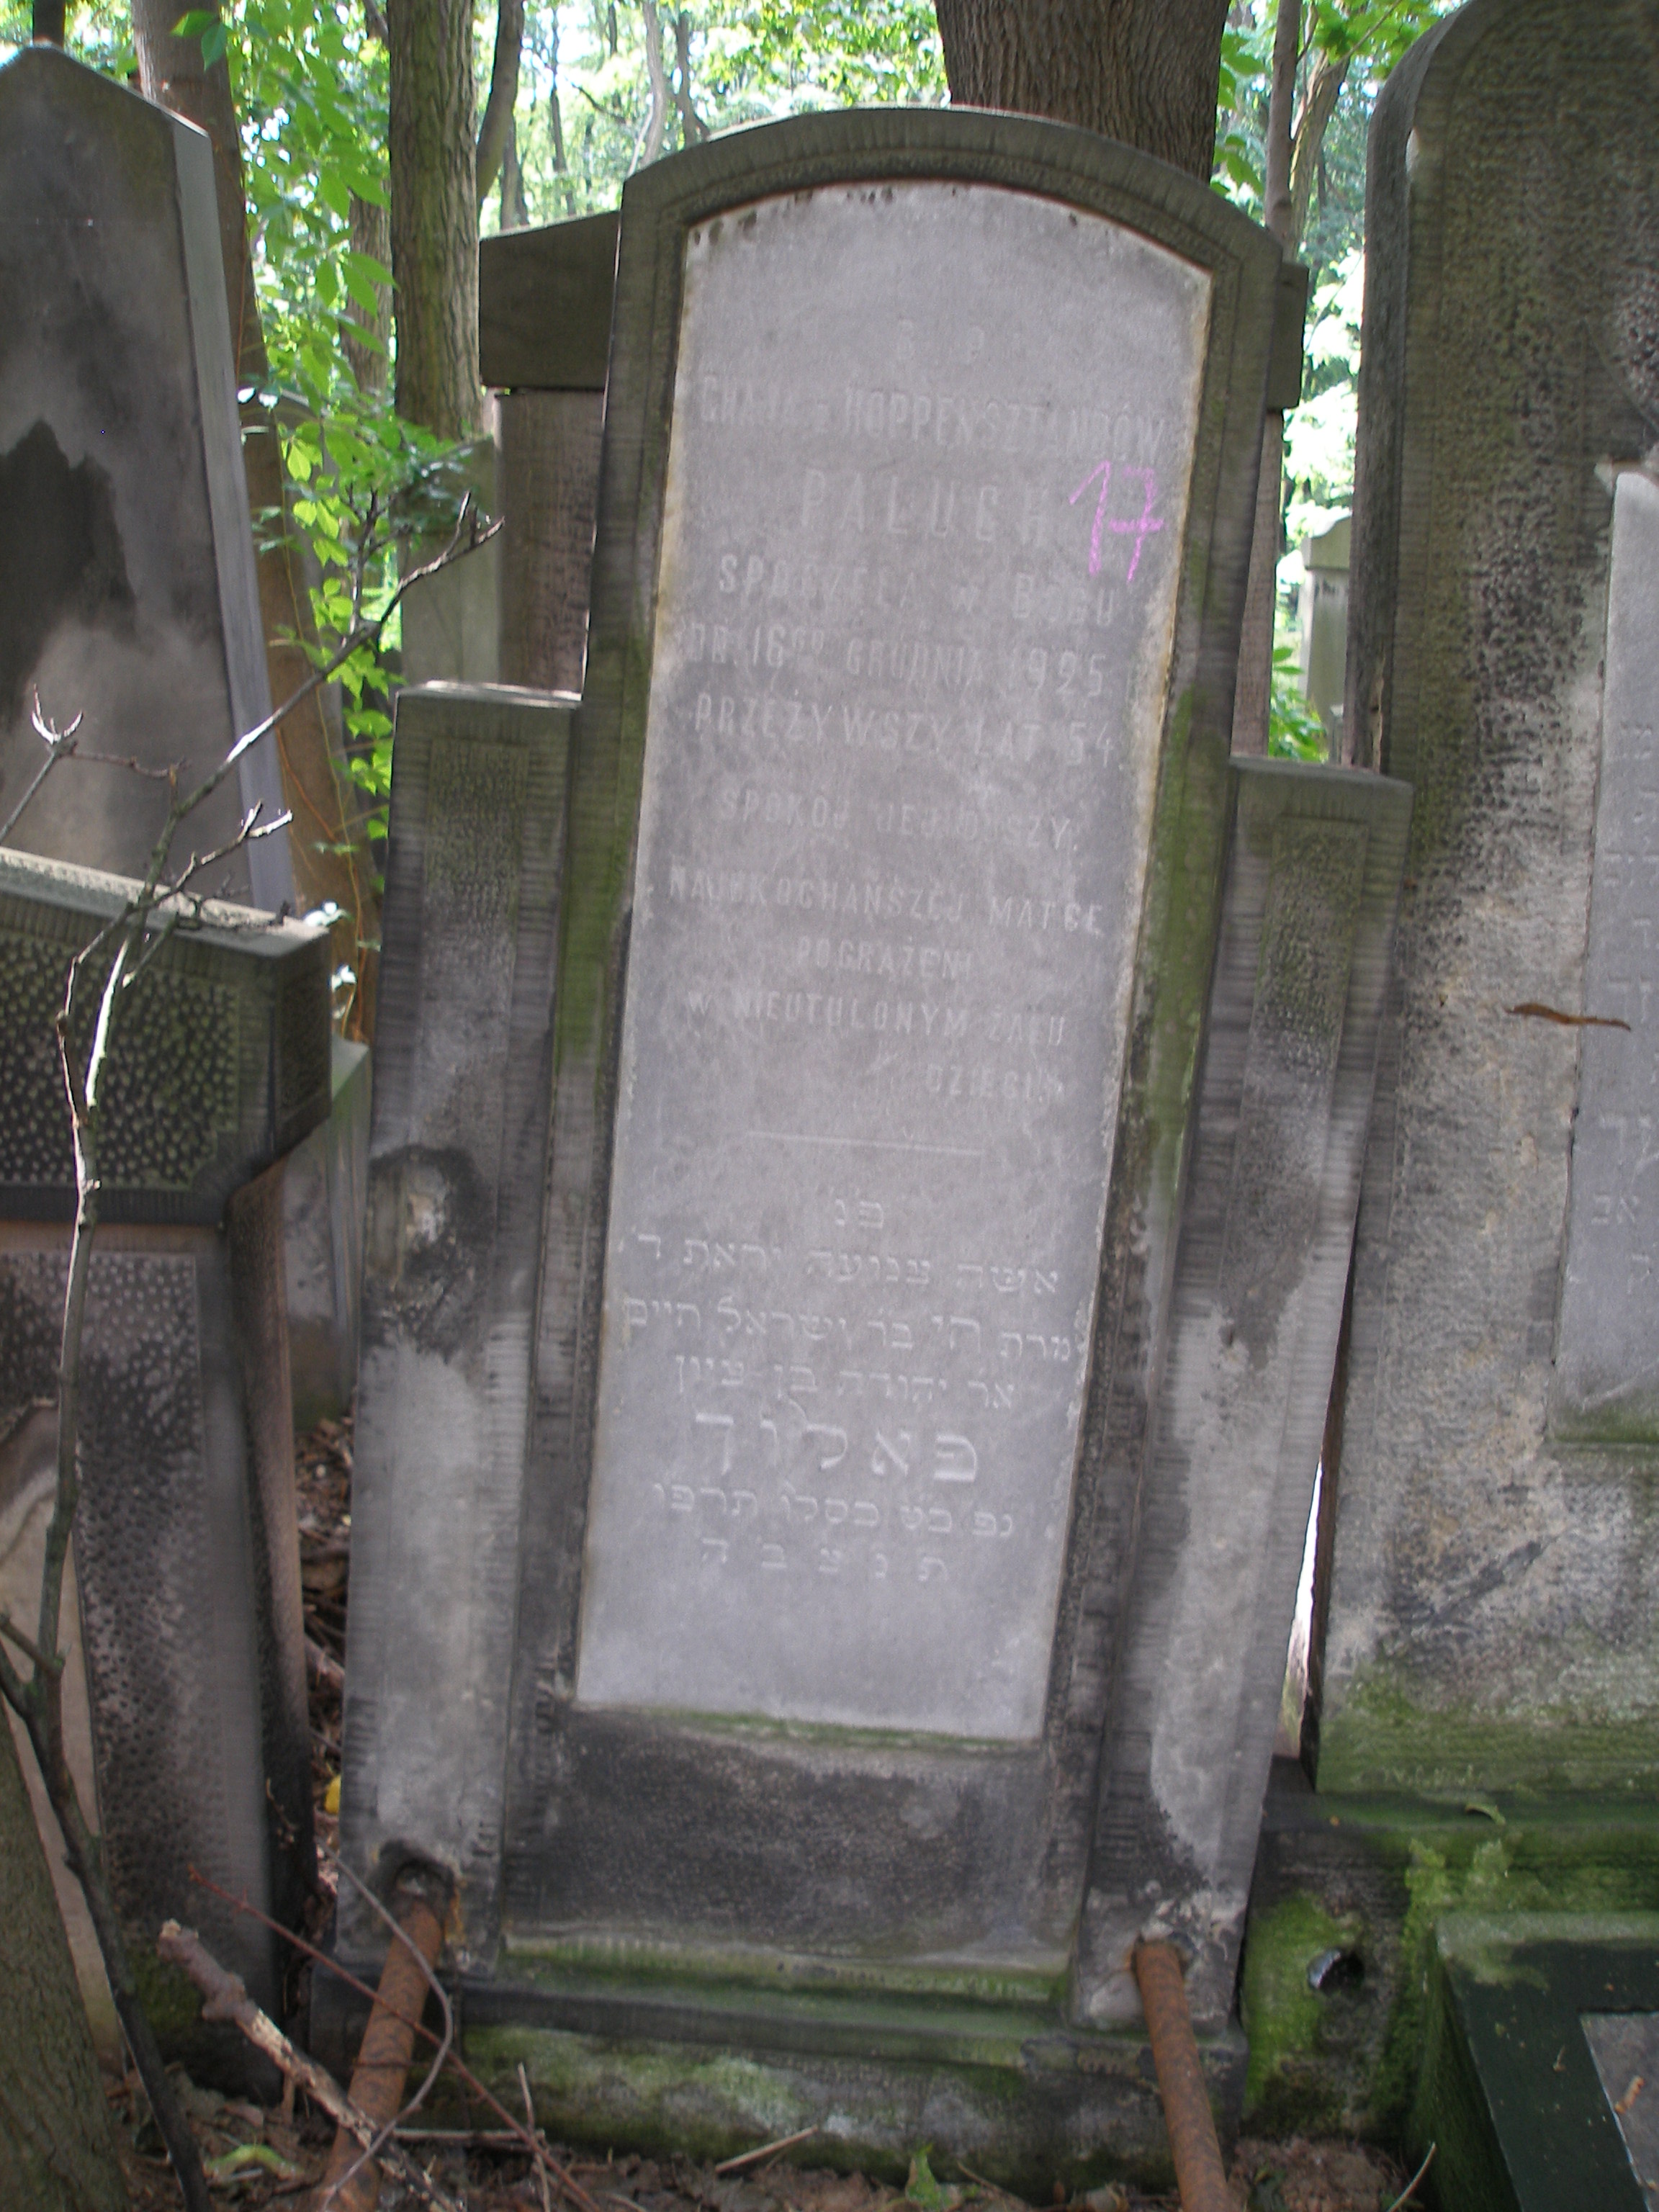 Ś P
CHAJA z HOPPENSZTANDÓW
PALUCH
17
SPOCZĘŁA W BOGU
DN. 16GO GRUDNIA 1925
PRZEŻYWSZY LAT 54
SPOKÓJ JEJ DUSZY.
NAJUKOCHAŃSZEJ MATCE
POGRĄŻENI
W NIEUTULONYM ŻALU
DZIECI
פנ
אשה צנועה יראת ד'
מרת חי' בר ישראל חיים
אר יהודה בן ציון
פאלוך
נפ כט כסלו תרפו
ת נ צ ב ה